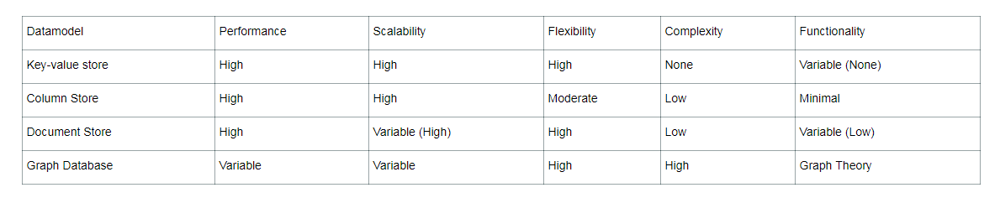 Datamodel Performance Scalability Flexibility Complexity Functionality
Key-value store High High High None Variable (None)
Column Store High High Moderate Low Minimal
Document Store High Variable (High) High Low Variable (Low)
Graph Database Variable Variable High High Graph Theory